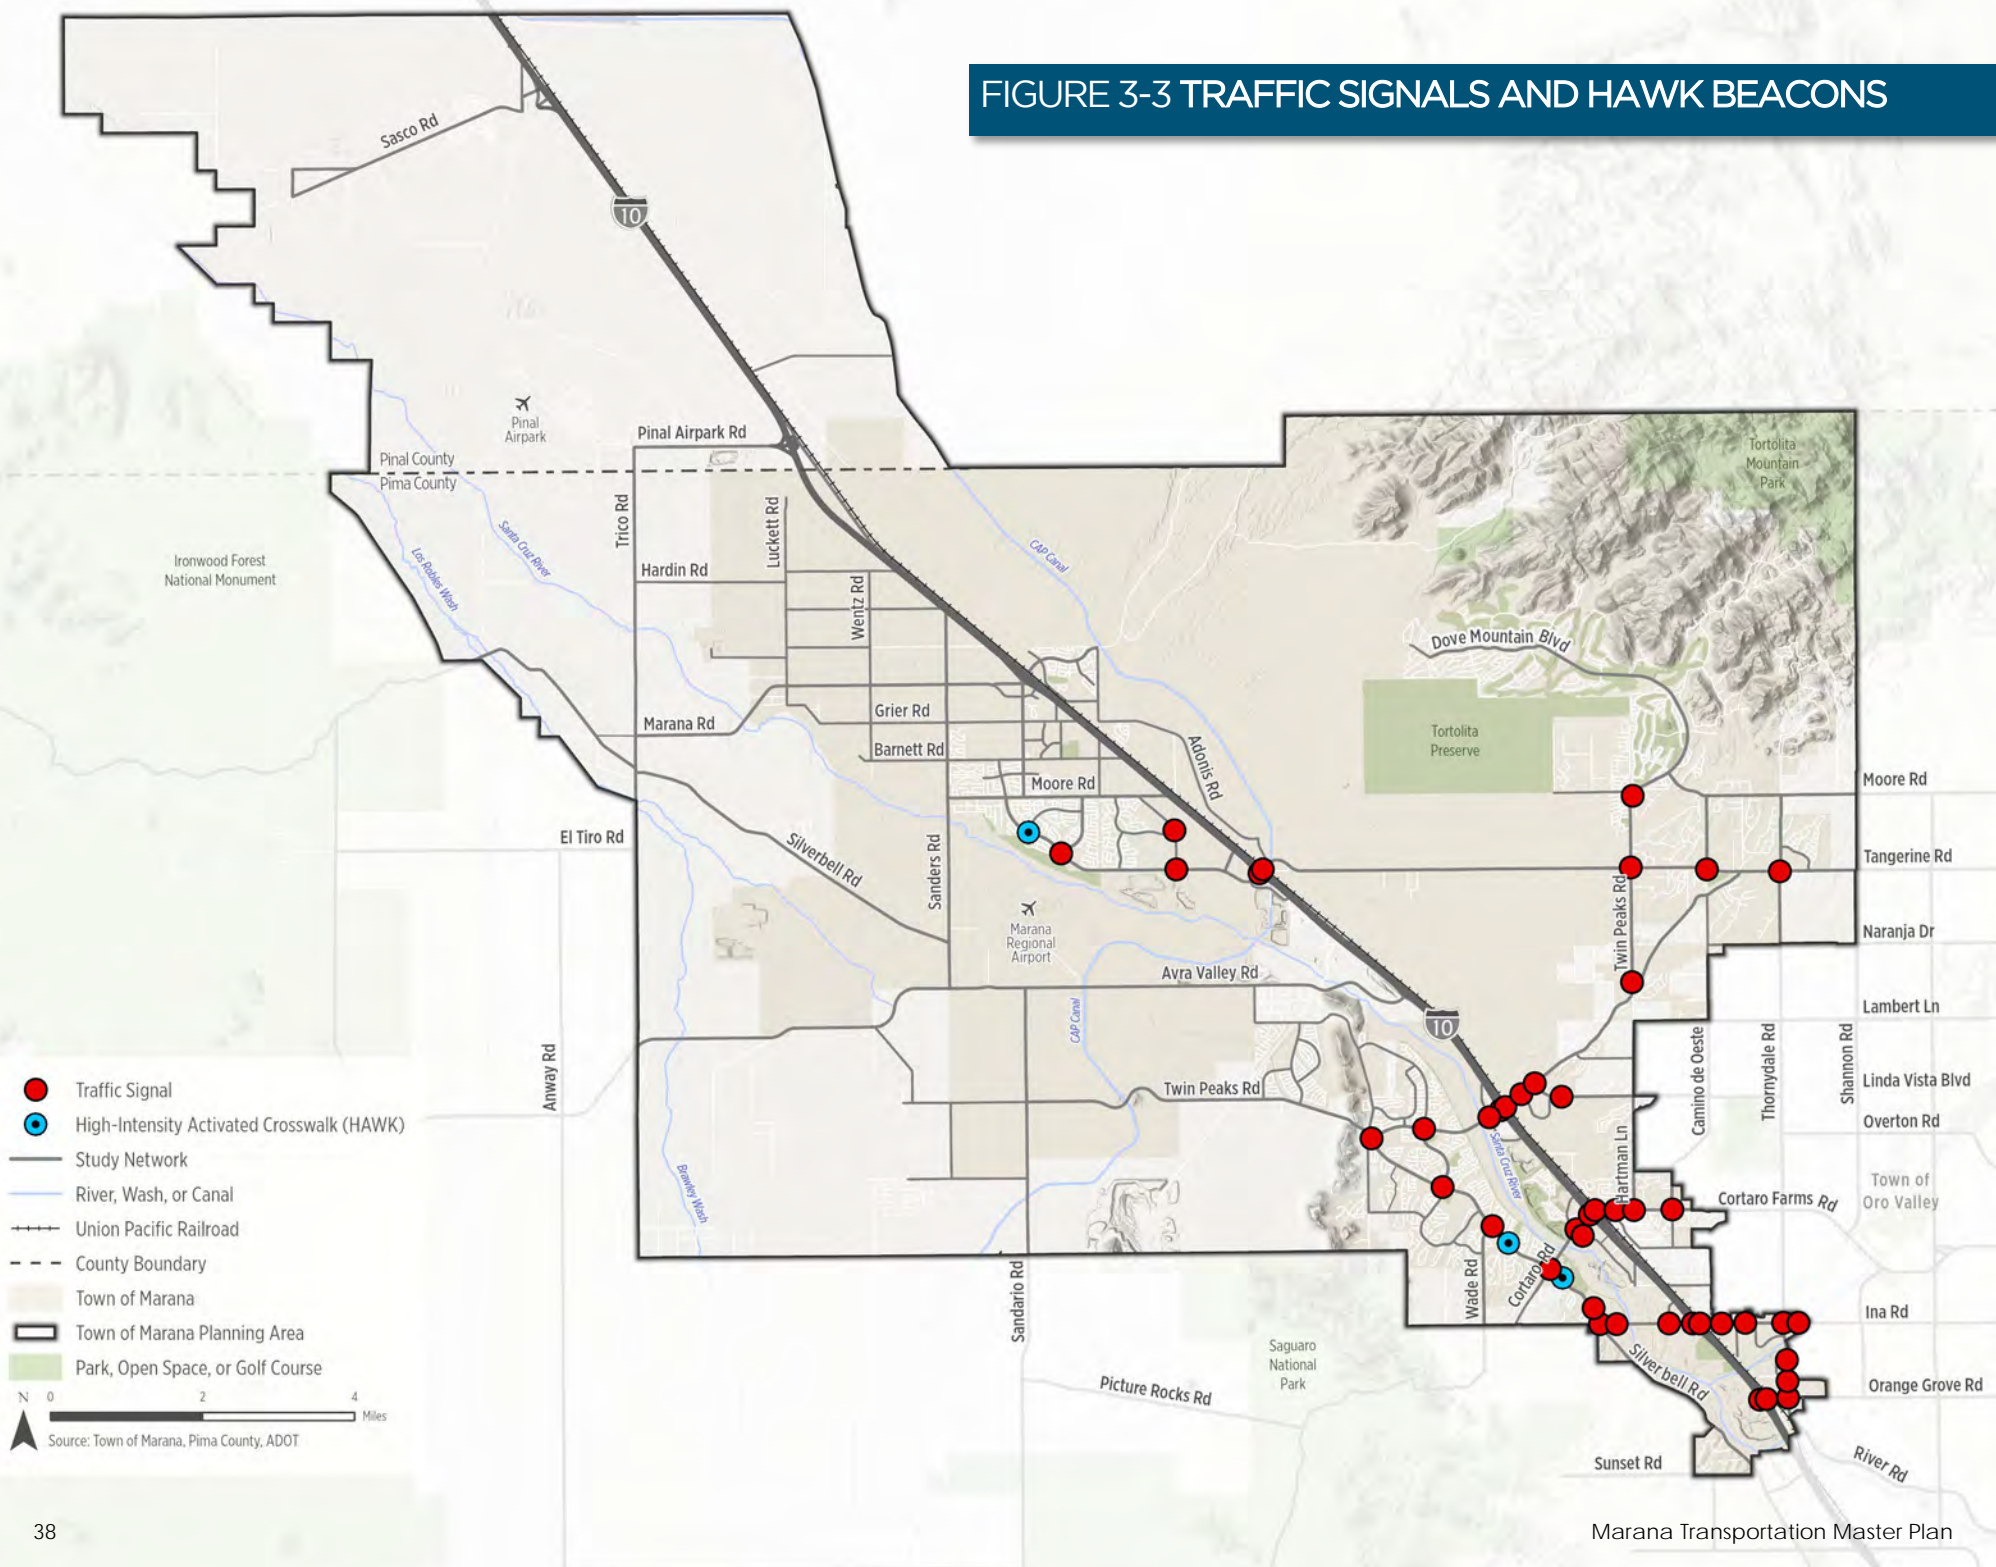 FIGURE 3-3 TRAFFIC SIGNALS AND HAWK BEACONS
Sasco Rd
10
Pinal
Airpark
Pinal Airpark Rd
Pinal County
Pima County
Tortolita
Mountain
Park
Trico Rd
Luckett Rd
Santa Cruz River
Los Robles Wash
CAP Canal
Ironwood Forest
National Monument
Hardin Rd
Wentz Rd
Dove Mountain Blvd
Marana Rd
Grier Rd
Barnett Rd
Adonis Rd
Tortolita
Preserve
Moore Rd
Moore Rd
El Tiro Rd
Silverbell Rd
Sanders Rd
Tangerine Rd
Twin Peaks Rd
Marana
Regional
Airport
Naranja Dr
Avra Valley Rd
CAP Canal
10
Lambert Ln
Anway Rd
Camino de Oeste
Thornydale Rd
Shannon Rd
Twin Peaks Rd
Linda Vista Blvd
Overton Rd
Santa Cruz River
Hartman Ln
Brawley Wash
Cortaro Farms Rd
Town of
Oro Valley
Sandario Rd
Wade Rd
Cortaro Rd
Ina Rd
Saguaro
National
Park
Silverbell Rd
Picture Rocks Rd
Orange Grove Rd
Sunset Rd
River Rd
Traffic Signal
High-Intensity Activated Crosswalk (HAWK)
Study Network
River, Wash, or Canal
Union Pacific Railroad
County Boundary
Town of Marana
Town of Marana Planning Area
Park, Open Space, or Golf Course
N 0 2 4
Miles
Source: Town of Marana, Pima County, ADOT
38
Marana Transportation Master Plan